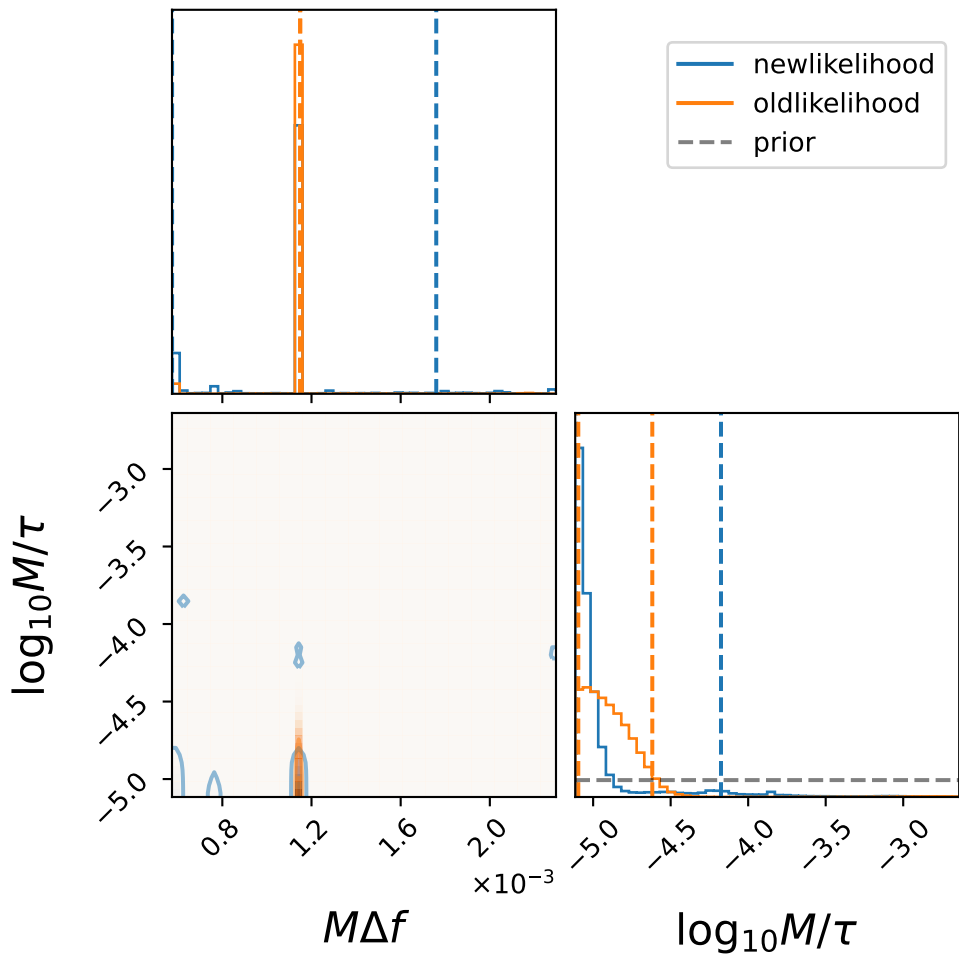 newlikelihood
oldlikelihood
prior
log₁₀M/τ
−3.0
−3.5
−4.0
−4.5
−5.0
0.8 1.2 1.6 2.0
×10⁻³
MΔf
−5.0 −4.5 −4.0 −3.5 −3.0
log₁₀M/τ